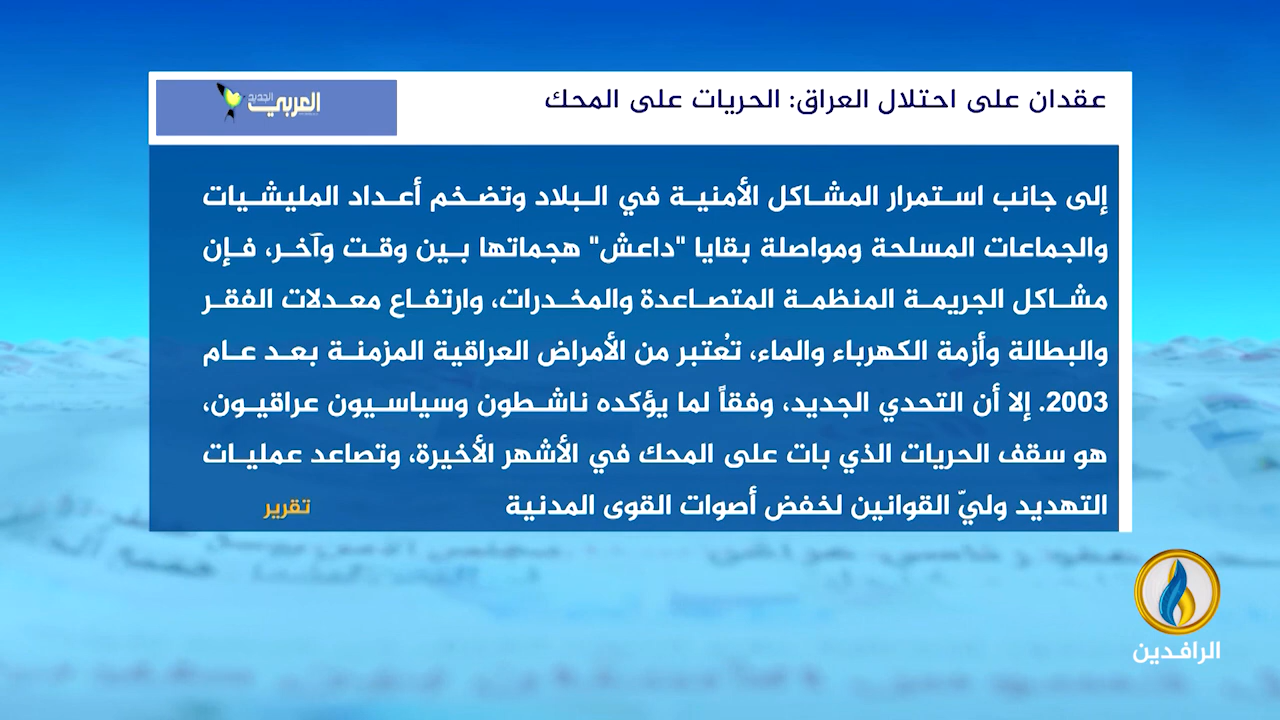 عقدان على احتلال العراق: الحريات على المحك
العربي الجديد
إلى جانب استمرار المشاكل الأمنية في البلاد وتضخم أعداد المليشيات
والجماعات المسلحة ومواصلة بقايا "داعش" هجماتها بين وقت وآخر، فإن
مشاكل الجريمة المنظمة المتصاعدة والمخدرات، وارتفاع معدلات الفقر
والبطالة وأزمة الكهرباء والماء، تُعتبر من الأمراض العراقية المزمنة بعد عام
2003. إلا أن التحدي الجديد، وفقاً لما يؤكده ناشطون وسياسيون عراقيون،
هو سقف الحريات الذي بات على المحك في الأشهر الأخيرة، وتصاعد عمليات
التهديد وليّ القوانين لخفض أصوات القوى المدنية
تقرير
الرافدين